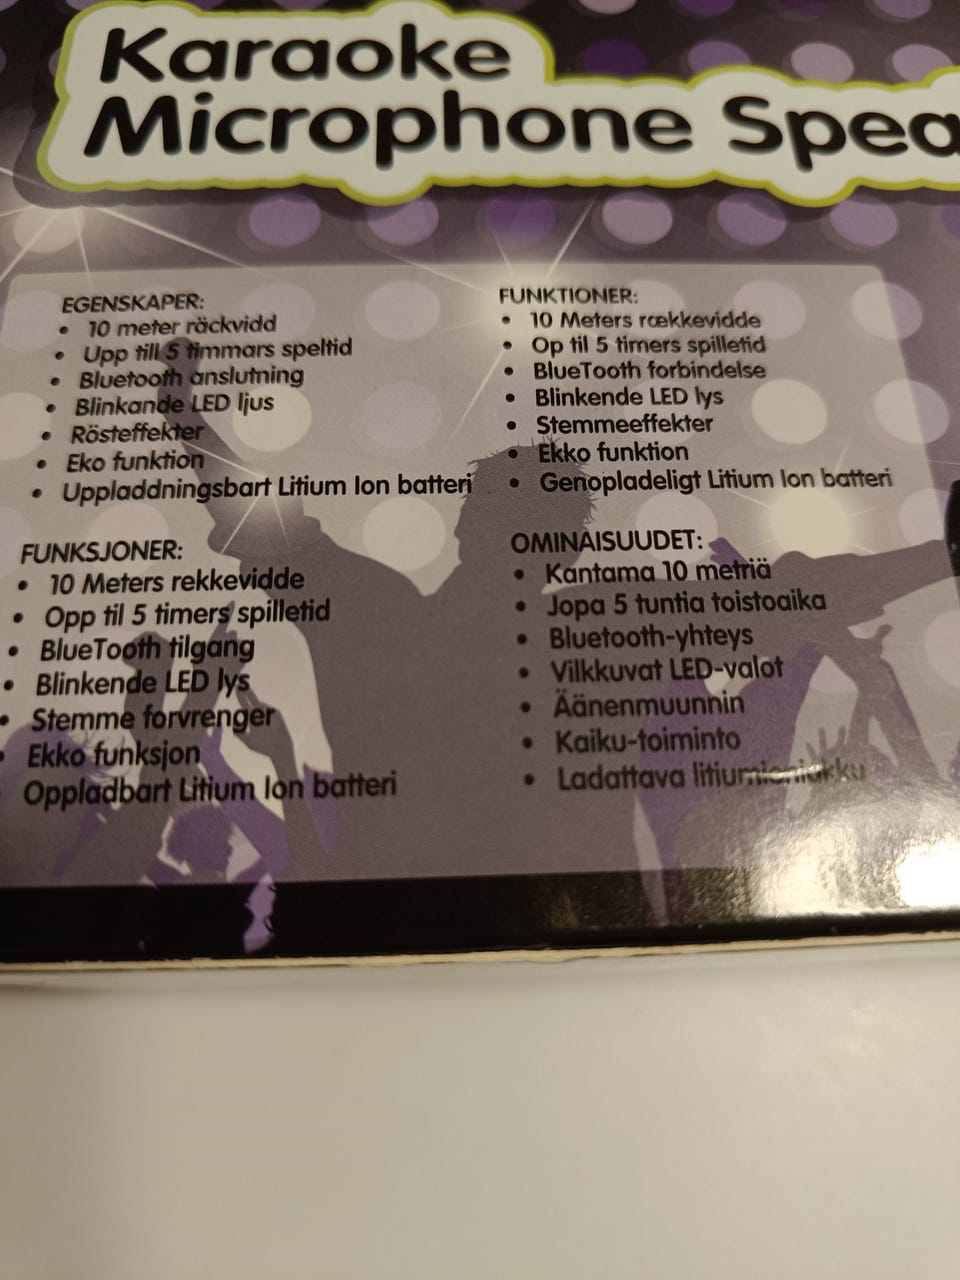 Karaoke
Microphone Spea
EGENSKAPER:
• 10 meter räckvidd
• Upp till 5 timmars speltid
• Bluetooth anslutning
• Blinkande LED ljus
• Rösteffekter
• Eko funktion
• Uppladdningsbart Litium Ion batteri
FUNKTIONER:
• 10 Meters rækkevidde
• Op til 5 timers spilletid
• BlueTooth forbindelse
• Blinkende LED lys
• Stemmeeffekter
• Ekko funktion
• Genopladeligt Litium Ion batteri
FUNKSJONER:
• 10 Meters rekkevidde
• Opp til 5 timers spilletid
• BlueTooth tilgang
• Blinkende LED lys
• Stemme forvrenger
• Ekko funksjon
Oppladbart Litium Ion batteri
OMINAISUUDET:
• Kantama 10 metriä
• Jopa 5 tuntia toistoaika
• Bluetooth-yhteys
• Vilkkuvat LED-valot
• Äänenmuunnin
• Kaiku-toiminto
• Ladattava litiumioniakku